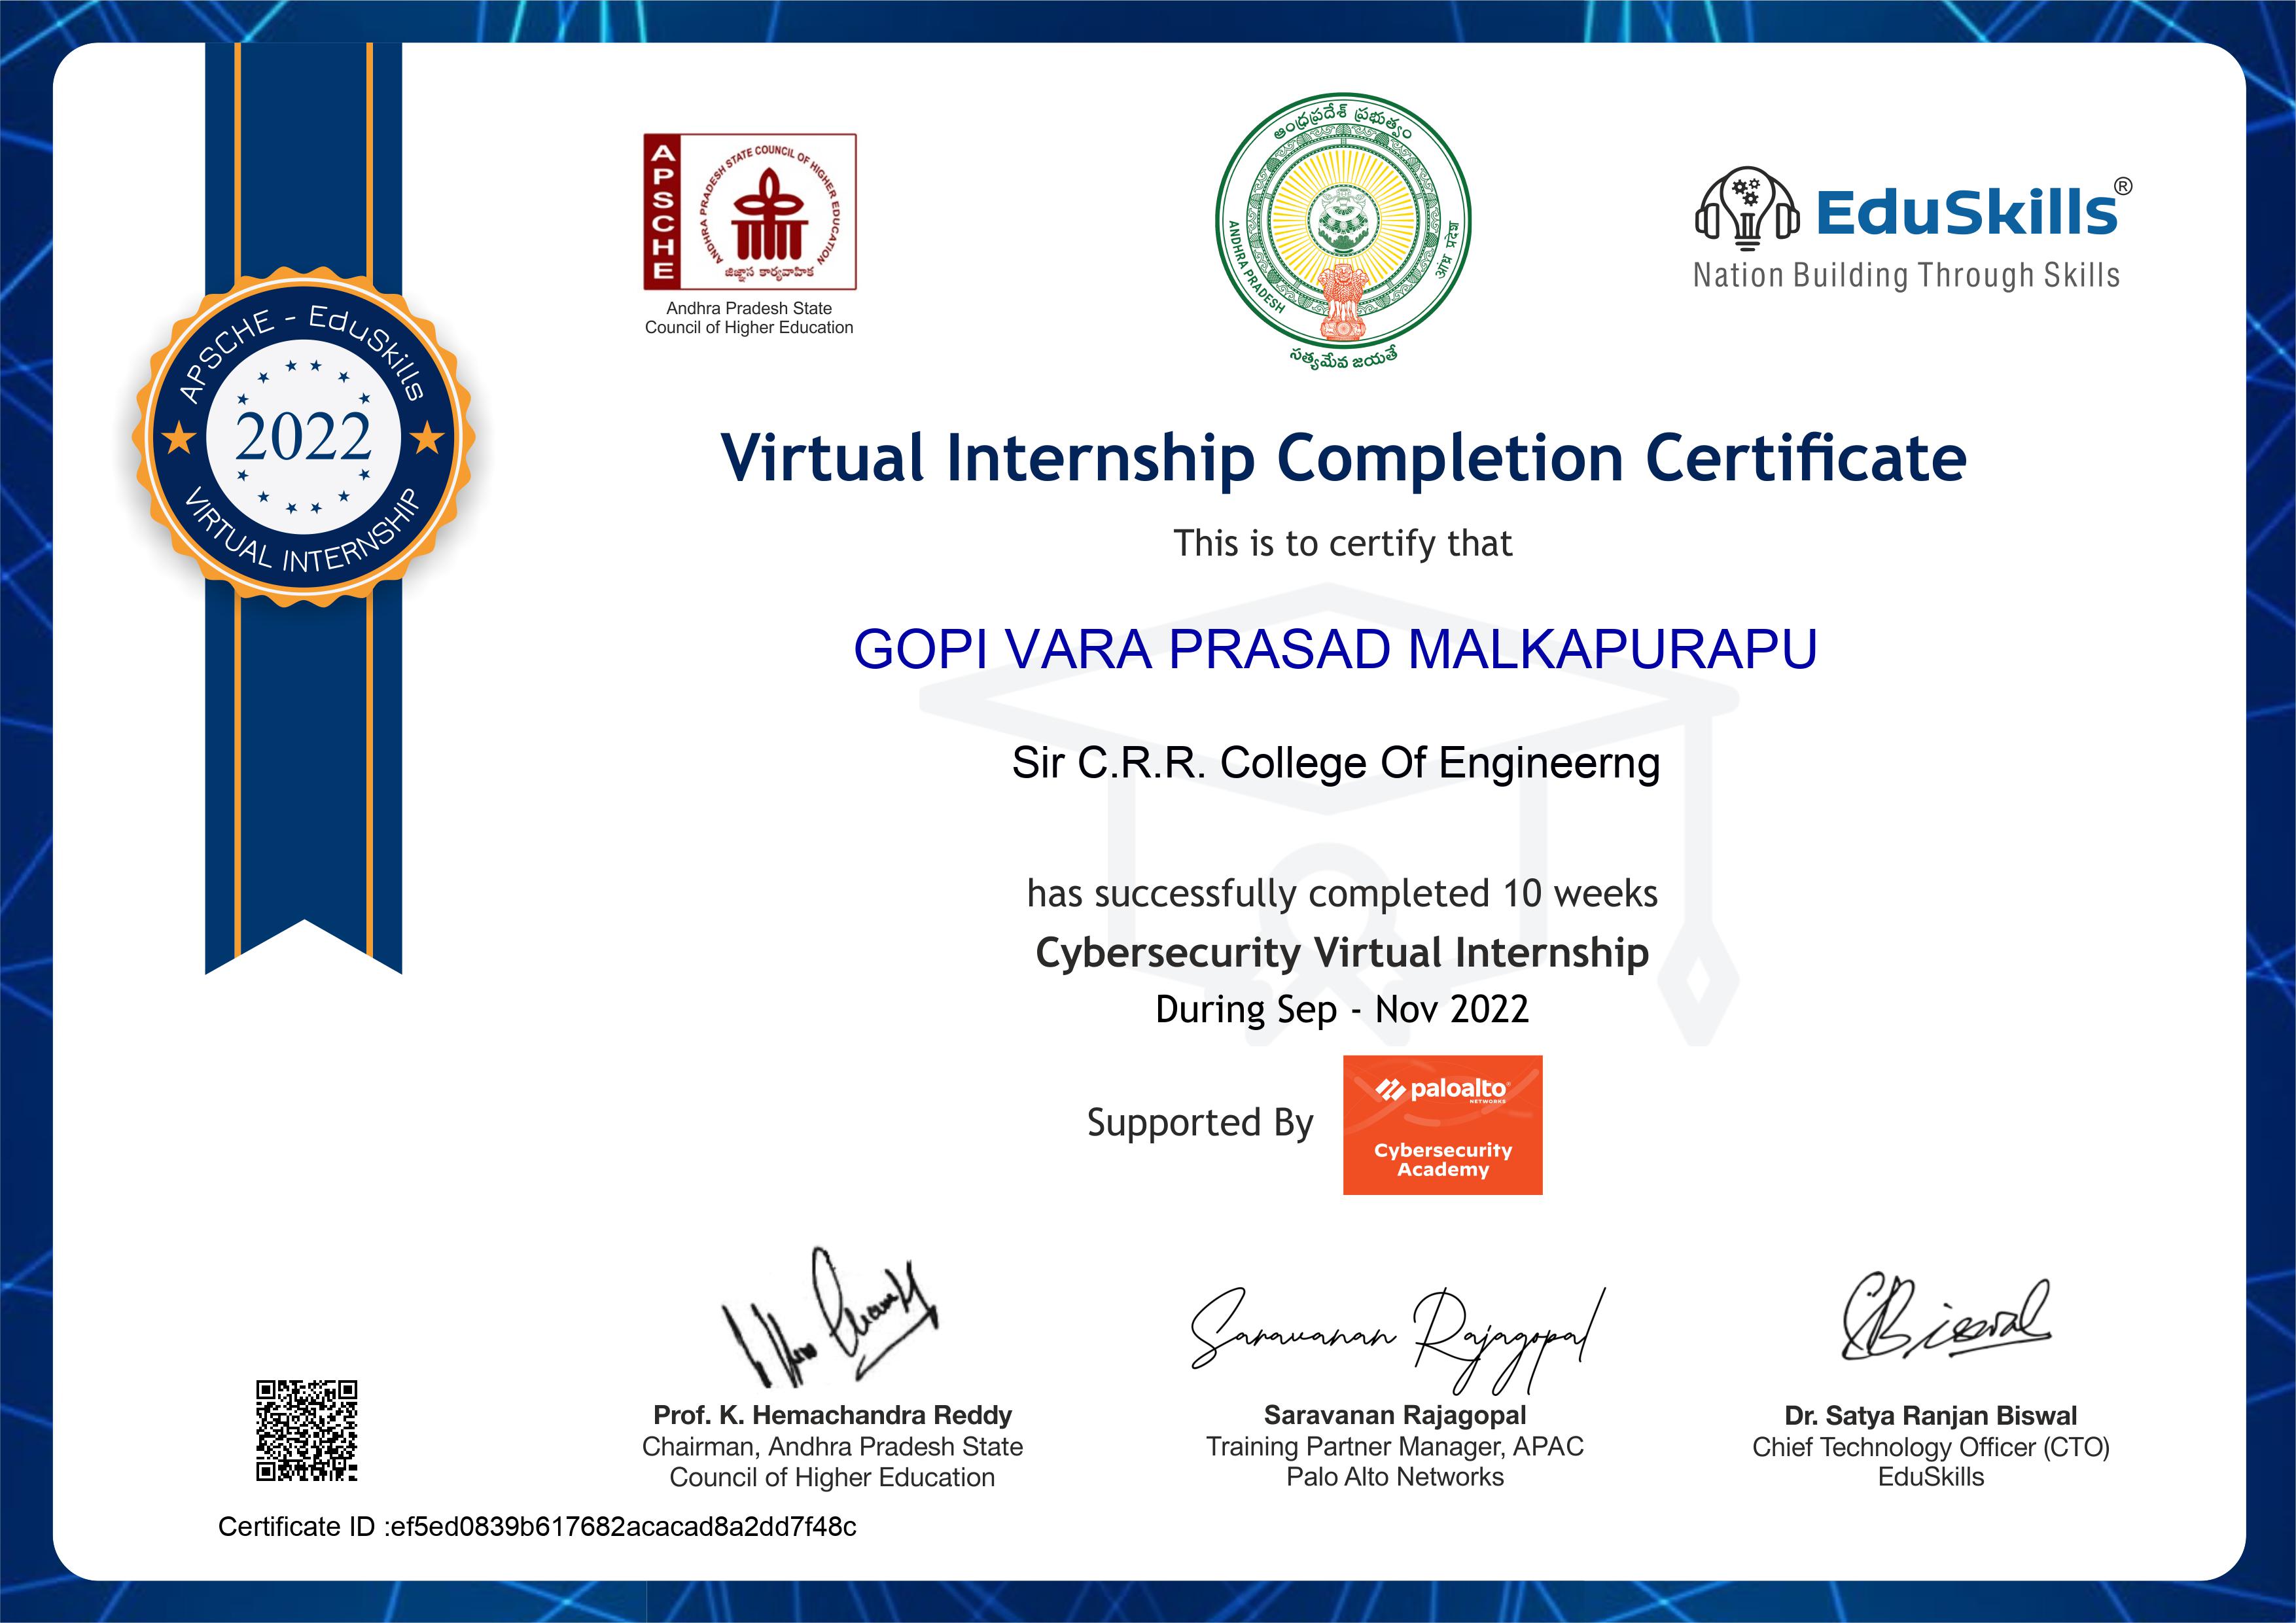 APSCHE
ANDHRA PRADESH STATE COUNCIL OF HIGHER EDUCATION
జిజ్ఞాస కార్యవాహిక
Andhra Pradesh State
Council of Higher Education
ఆంధ్రప్రదేశ్ ప్రభుత్వం
ANDHRA PRADESH
आंध्र प्रदेश
సత్యమేవ జయతే
EduSkills®
Nation Building Through Skills
APSCHE - EduSkills
2022
VIRTUAL INTERNSHIP
Virtual Internship Completion Certificate
This is to certify that
GOPI VARA PRASAD MALKAPURAPU
Sir C.R.R. College Of Engineerng
has successfully completed 10 weeks
Cybersecurity Virtual Internship
During Sep - Nov 2022
Supported By
paloalto
NETWORKS
Cybersecurity
Academy
Saravanan Rajagopal
SBiswal
Prof. K. Hemachandra Reddy
Chairman, Andhra Pradesh State
Council of Higher Education
Saravanan Rajagopal
Training Partner Manager, APAC
Palo Alto Networks
Dr. Satya Ranjan Biswal
Chief Technology Officer (CTO)
EduSkills
Certificate ID :ef5ed0839b617682acacad8a2dd7f48c